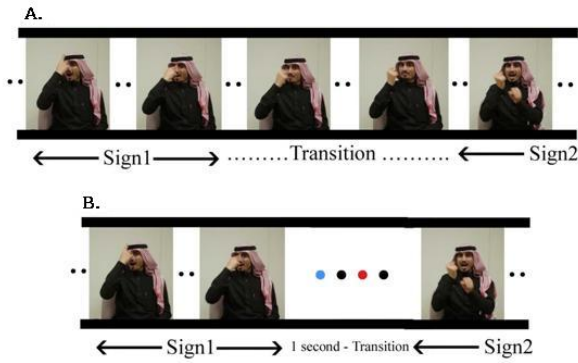 A.
Sign1 ........Transition.......... Sign2
B.
Sign1 1 second - Transition Sign2